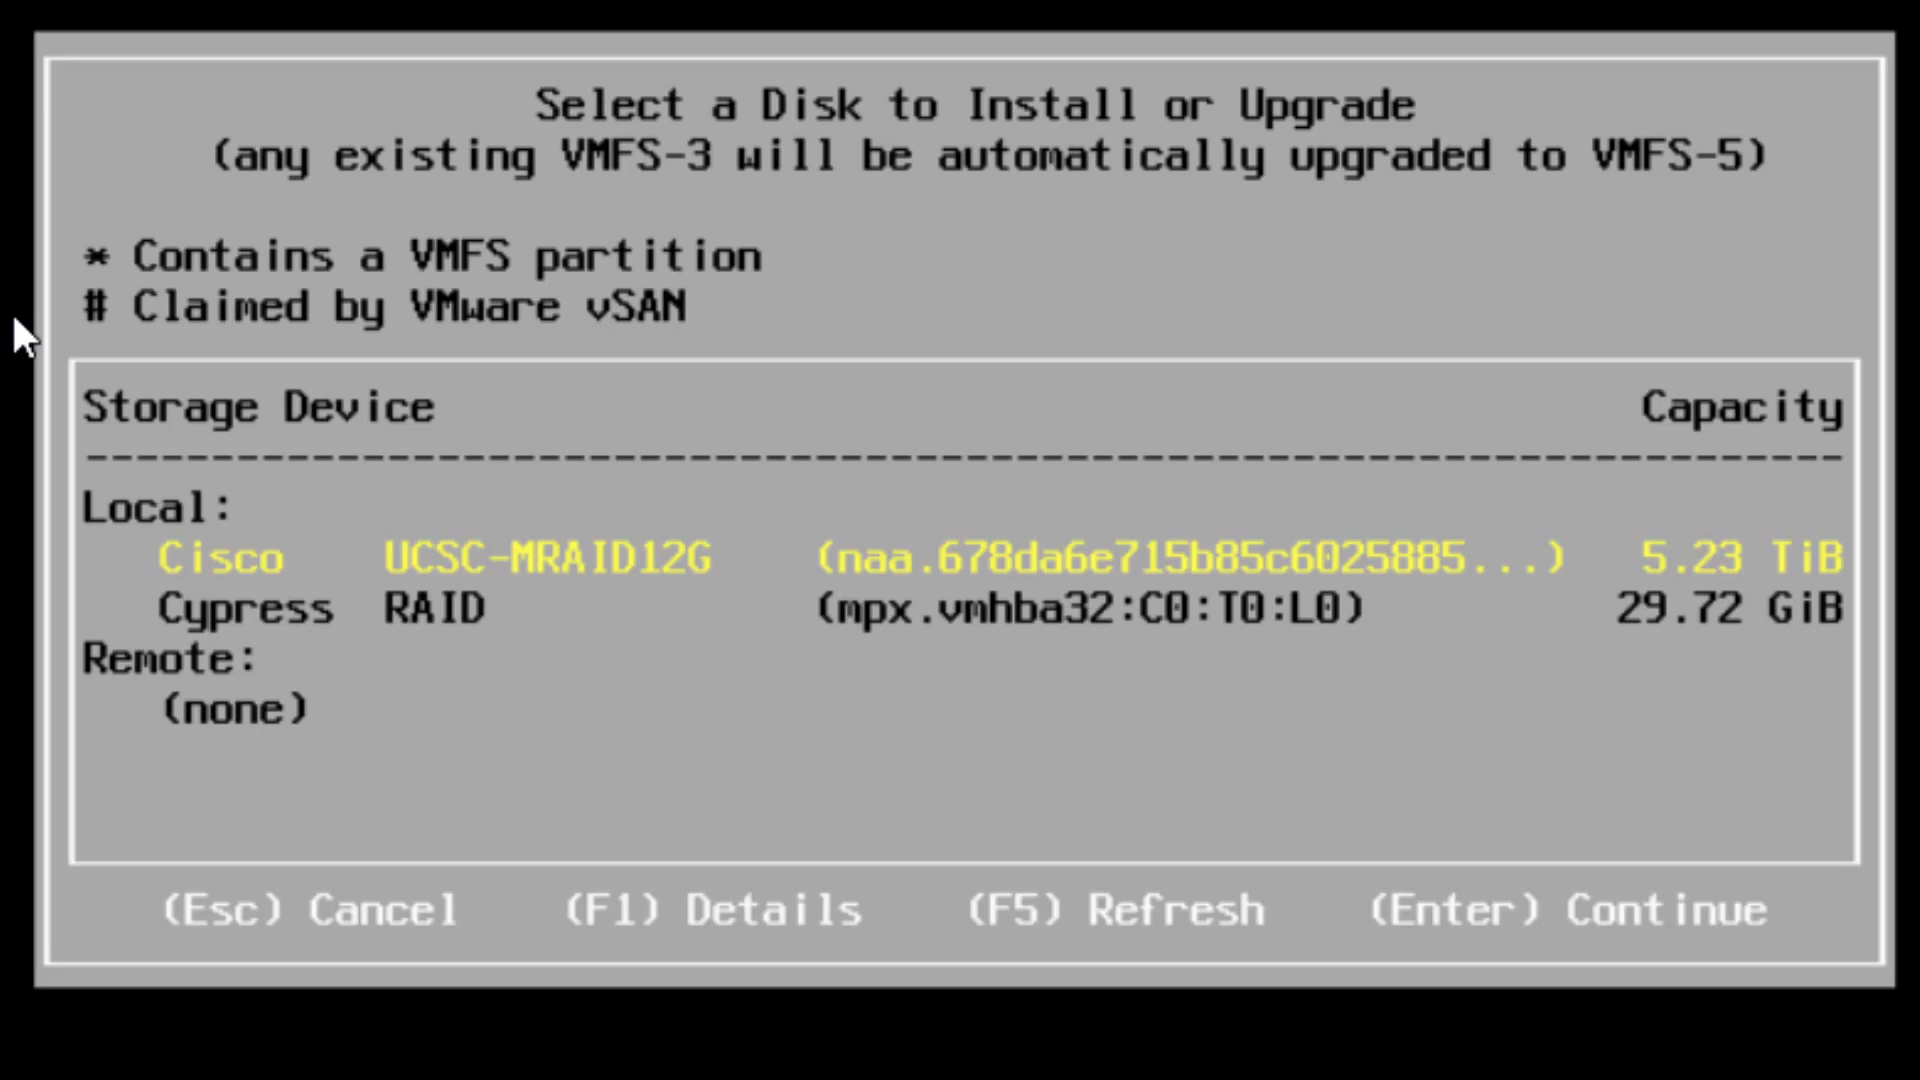 Select a Disk to Install or Upgrade
(any existing VMFS-3 will be automatically upgraded to VMFS-5)
* Contains a VMFS partition
# Claimed by VMware vSAN
Storage Device Capacity
--------------------------------------------------------------------------------
Local:
Cisco UCSC-MRAID12G (naa.678da6e715b85c6025885...) 5.23 TiB
Cypress RAID (mpx.vmhba32:C0:T0:L0) 29.72 GiB
Remote:
(none)
(Esc) Cancel (F1) Details (F5) Refresh (Enter) Continue